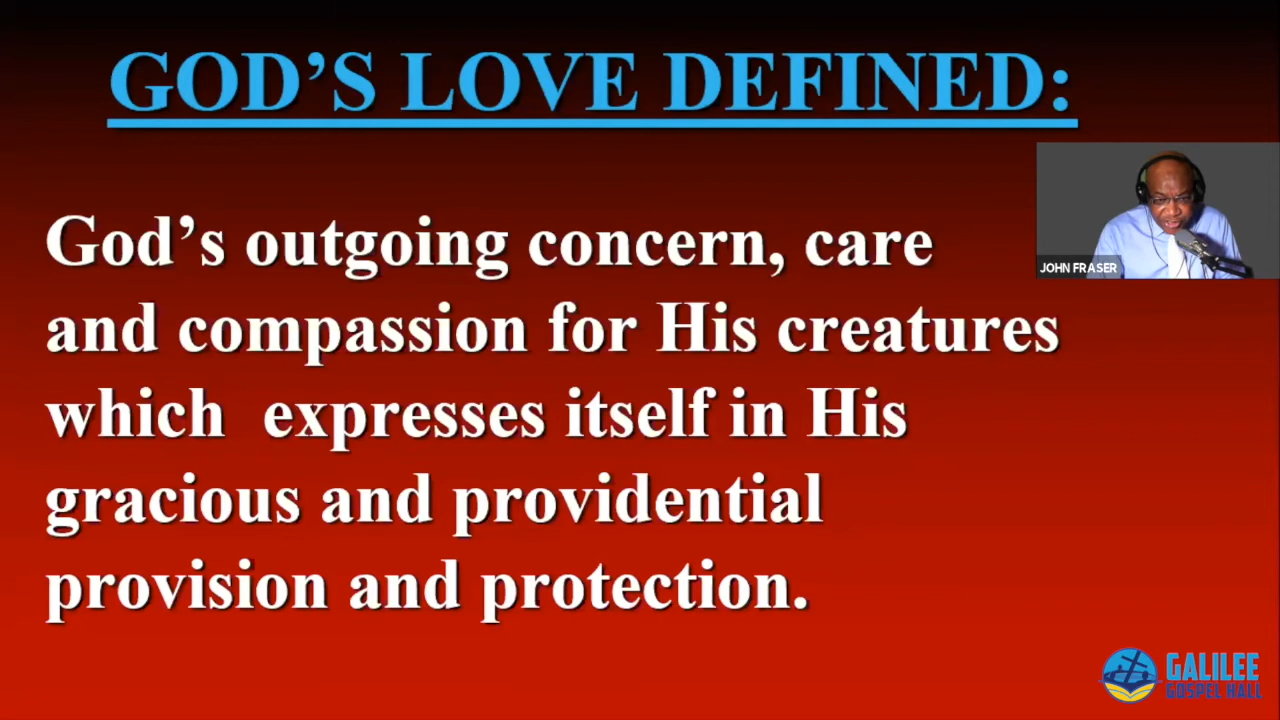 GOD’S LOVE DEFINED:
God’s outgoing concern, care
and compassion for His creatures
which expresses itself in His
gracious and providential
provision and protection.
JOHN FRASER
GALILEE
GOSPEL HALL